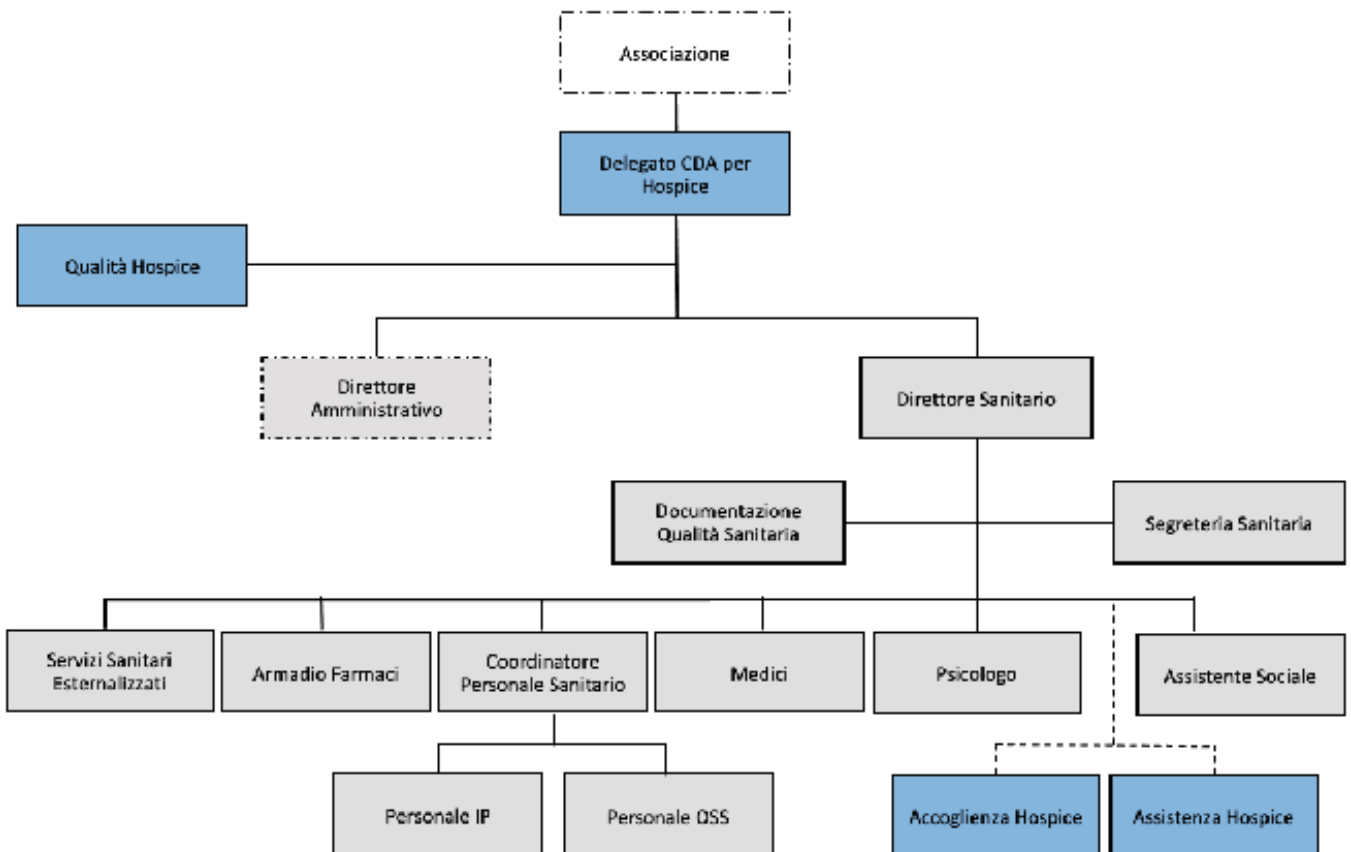 Associazione
Delegato CDA per
Hospice
Qualità Hospice
Direttore
Amministrativo
Direttore Sanitario
Documentazione
Qualità Sanitaria
Segreteria Sanitaria
Servizi Sanitari
Esternalizzati
Armadio Farmaci
Coordinatore
Personale Sanitario
Medici
Psicologo
Assistente Sociale
Personale IP
Personale OSS
Accoglienza Hospice
Assistenza Hospice